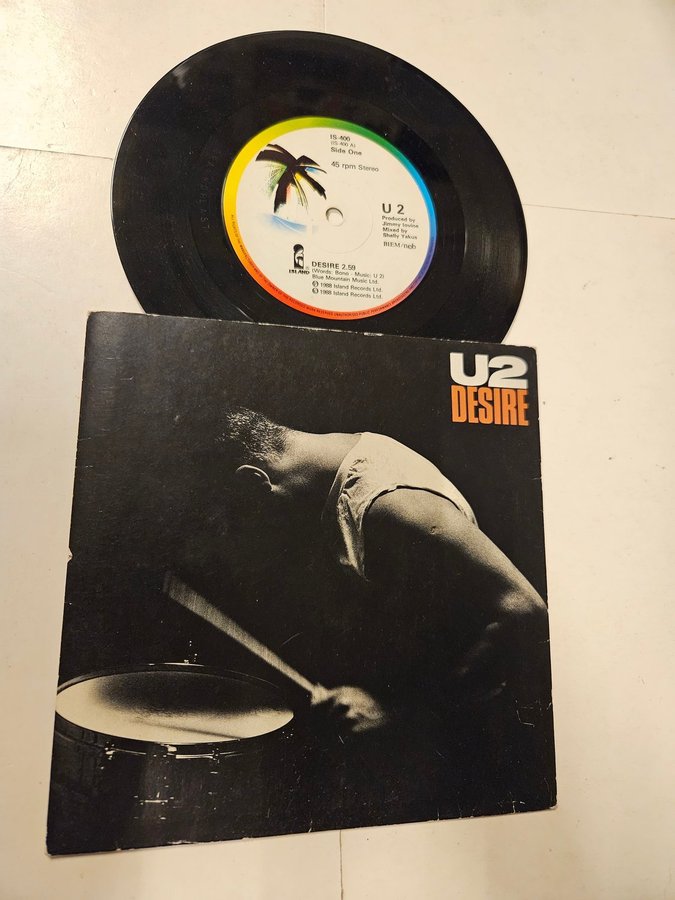 IS-400
(IS-400 A)
Side One
45 rpm Stereo
U 2
Produced by
Jimmy Iovine
Mixed by
Shelly Yakus
BIEM/ncb
ISLAND
DESIRE 2.59
(Words: Bono - Music: U 2)
Blue Mountain Music Ltd.
℗ 1988 Island Records Ltd.
© 1988 Island Records Ltd.
U2
DESIRE